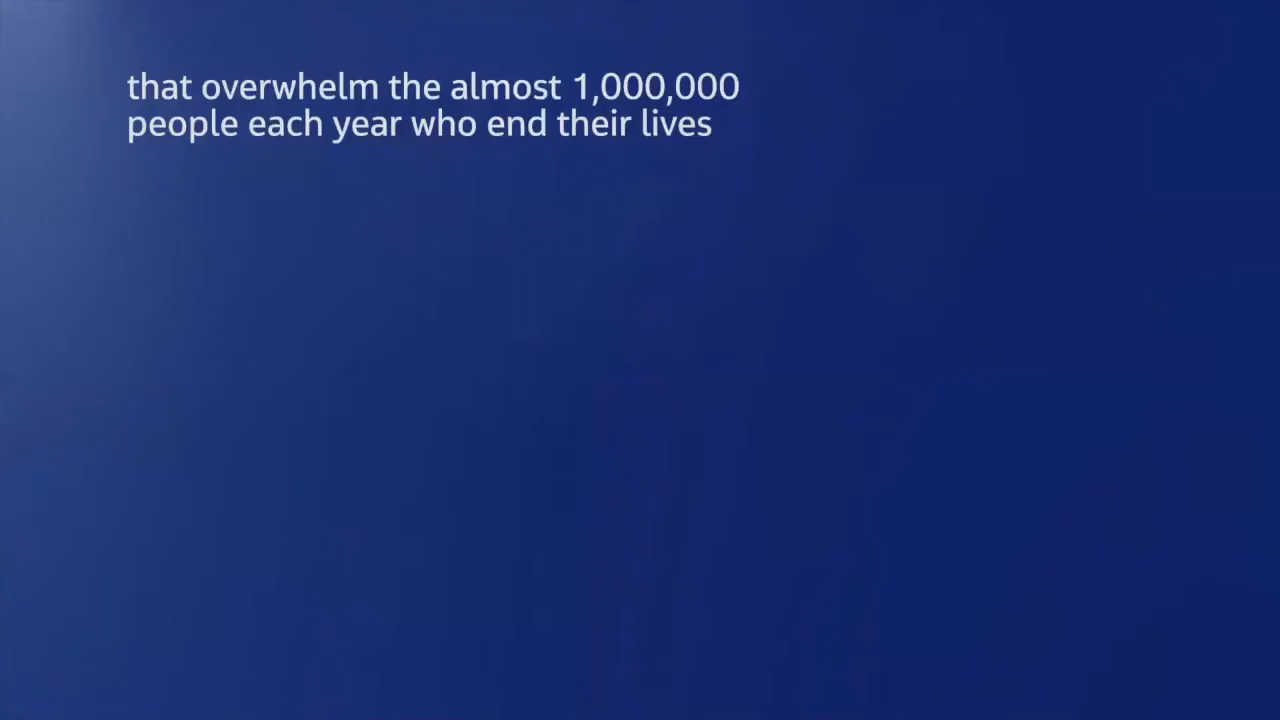 that overwhelm the almost 1,000,000
people each year who end their lives